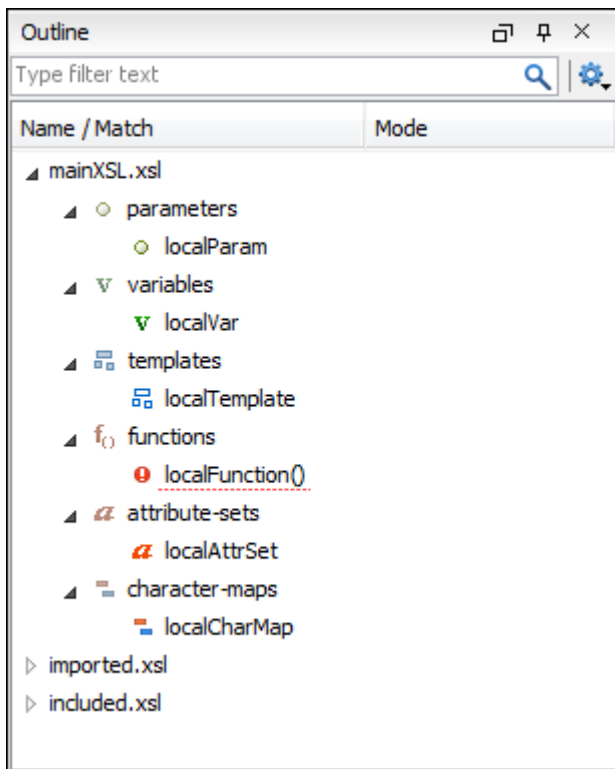 Outline
Type filter text
Name / Match Mode
mainXSL.xsl
parameters
localParam
v variables
v localVar
templates
localTemplate
f() functions
! localFunction()
a attribute-sets
a localAttrSet
character-maps
localCharMap
imported.xsl
included.xsl